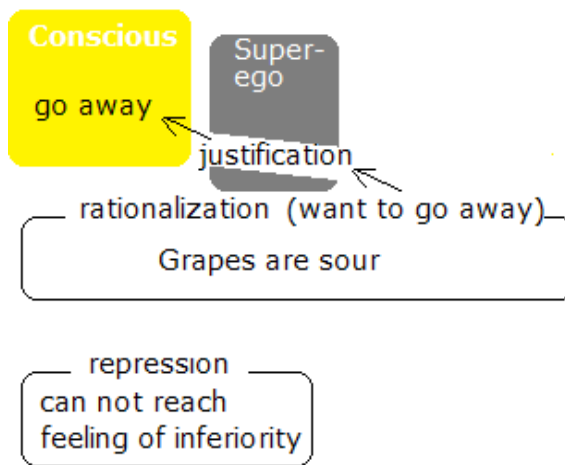 Conscious
Super-
ego
go away
justification
rationalization (want to go away)
Grapes are sour
repression
can not reach
feeling of inferiority